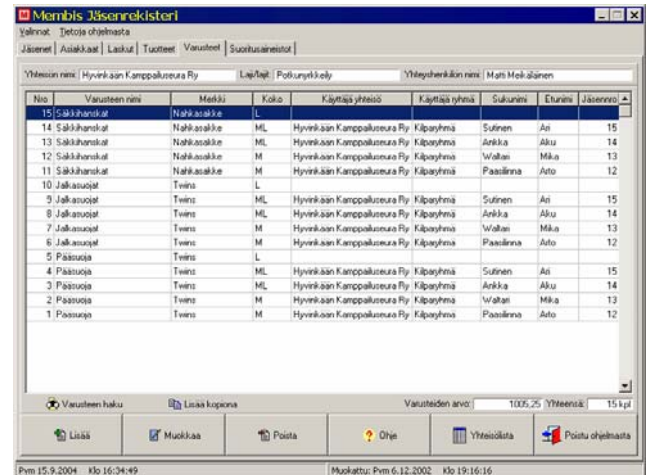 Membis Jäsenrekisteri
Valinnat Tietoja ohjelmasta
Jäsenet Asiakkaat Laskut Tuotteet Varusteet Suoritusaineistot
Yhteisön nimi: Hyvinkään Kamppailuseura Ry Laji/lajit: Potkunyrkkeily Yhteyshenkilön nimi: Matti Meikäläinen
Nro Varusteen nimi Merkki Koko Käyttäjä yhteisö Käyttäjä ryhmä Sukunimi Etunimi Jäsennro
15 Säkkihanskat Nahkasakke L
14 Säkkihanskat Nahkasakke ML Hyvinkään Kamppailuseura Ry Kilparyhmä Sutinen Ari 15
13 Säkkihanskat Nahkasakke ML Hyvinkään Kamppailuseura Ry Kilparyhmä Ankka Aku 14
12 Säkkihanskat Nahkasakke M Hyvinkään Kamppailuseura Ry Kilparyhmä Waltari Mika 13
11 Säkkihanskat Nahkasakke M Hyvinkään Kamppailuseura Ry Kilparyhmä Paasilinna Arto 12
10 Jalkasuojat Twins L
9 Jalkasuojat Twins ML Hyvinkään Kamppailuseura Ry Kilparyhmä Sutinen Ari 15
8 Jalkasuojat Twins ML Hyvinkään Kamppailuseura Ry Kilparyhmä Ankka Aku 14
7 Jalkasuojat Twins M Hyvinkään Kamppailuseura Ry Kilparyhmä Waltari Mika 13
6 Jalkasuojat Twins M Hyvinkään Kamppailuseura Ry Kilparyhmä Paasilinna Arto 12
5 Pääsuoja Twins L
4 Pääsuoja Twins ML Hyvinkään Kamppailuseura Ry Kilparyhmä Sutinen Ari 15
3 Pääsuoja Twins ML Hyvinkään Kamppailuseura Ry Kilparyhmä Ankka Aku 14
2 Pääsuoja Twins M Hyvinkään Kamppailuseura Ry Kilparyhmä Waltari Mika 13
1 Pääsuoja Twins M Hyvinkään Kamppailuseura Ry Kilparyhmä Paasilinna Arto 12
Varusteen haku Lisää kopiona Varusteiden arvo: 1005,25 Yhteensä: 15 kpl
Lisää Muokkaa Poista Ohje Yhteisölista Poistu ohjelmasta
Pvm 15.9.2004 Klo 16:34:49 Muokattu: Pvm 6.12.2002 Klo 19:16:16